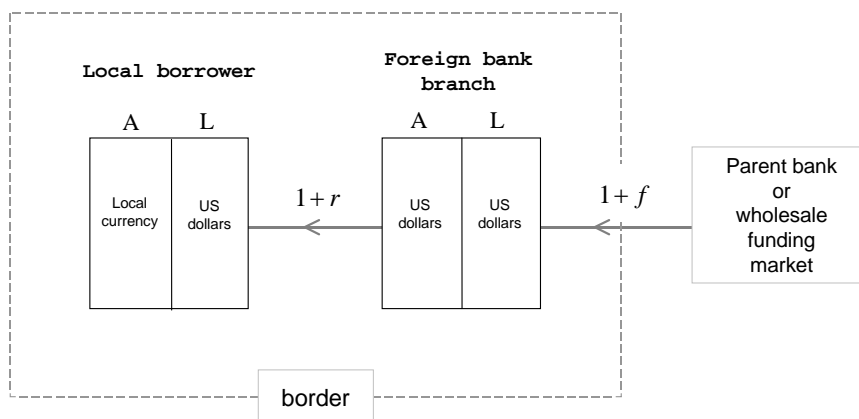 Local borrower
Foreign bank
branch
A
L
A
L
Local
currency
US
dollars
1+r
US
dollars
US
dollars
1+f
Parent bank
or
wholesale
funding
market
border